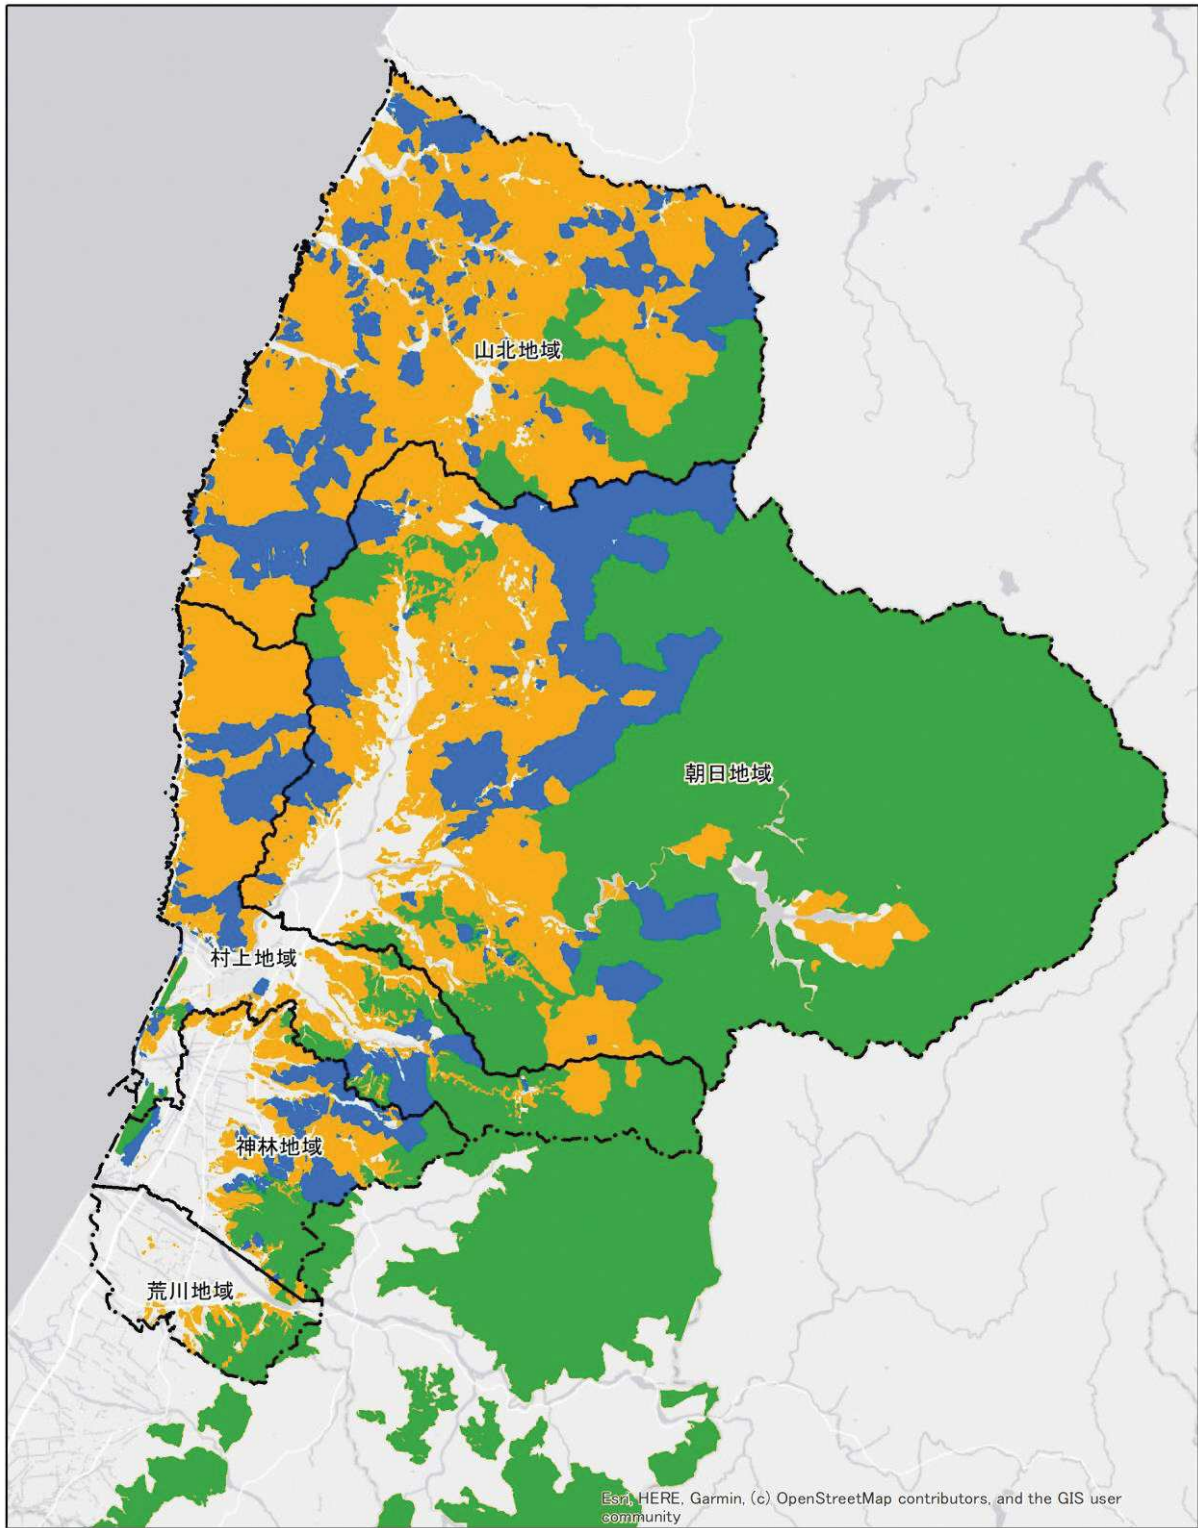 山北地域
朝日地域
村上地域
神林地域
荒川地域
Esri, HERE, Garmin, (c) OpenStreetMap contributors, and the GIS user
community